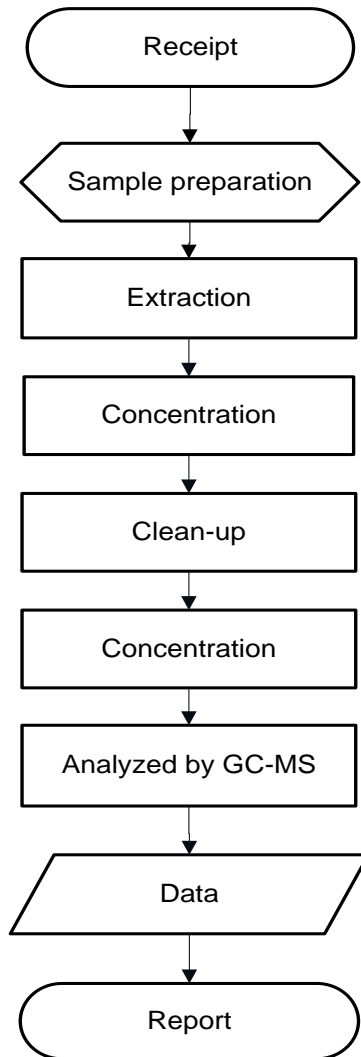 Receipt
Sample preparation
Extraction
Concentration
Clean-up
Concentration
Analyzed by GC-MS
Data
Report